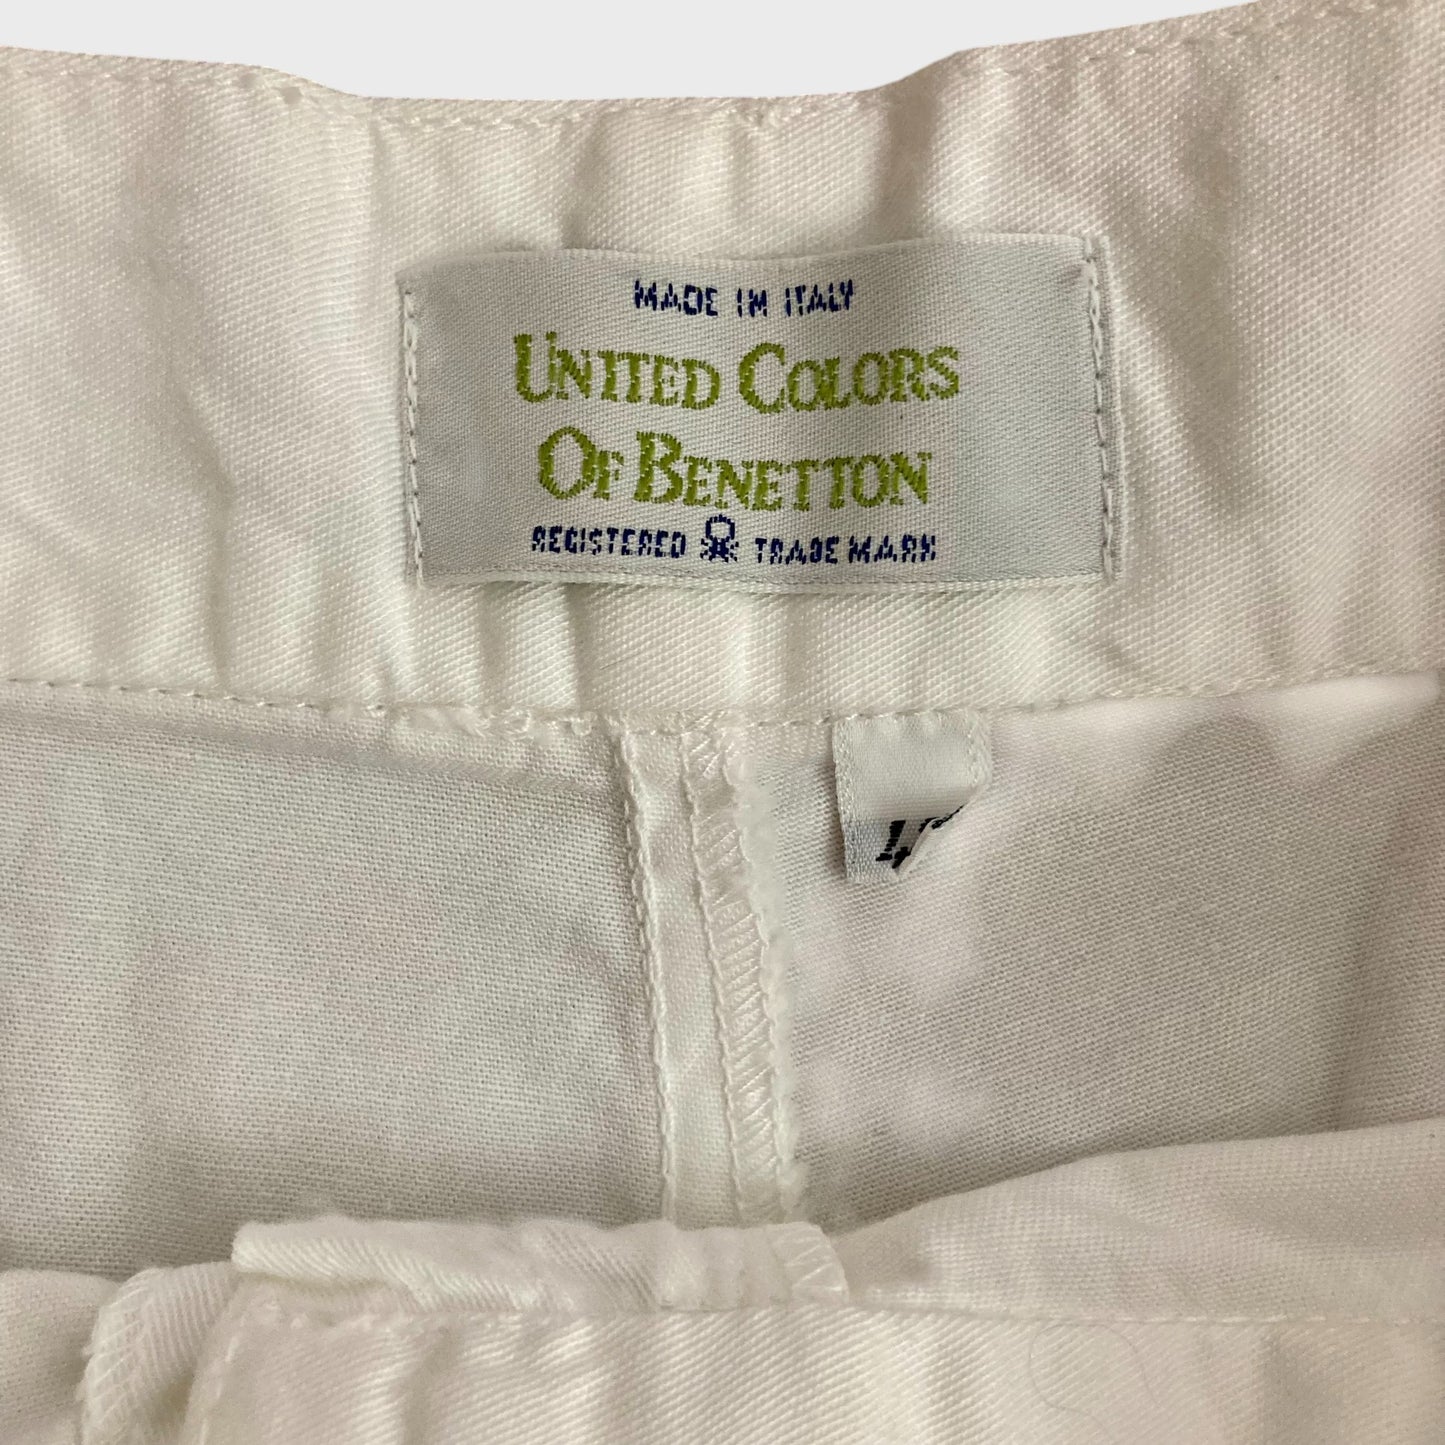 MADE IN ITALY
UNITED COLORS
OF BENETTON
REGISTERED TRADE MARK